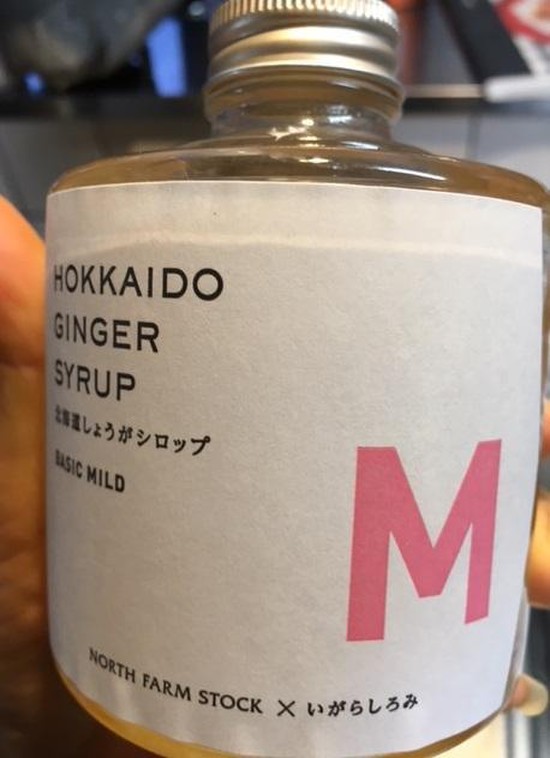 HOKKAIDO
GINGER
SYRUP
北海道しょうがシロップ
BASIC MILD
M
NORTH FARM STOCK × いがらしろみ